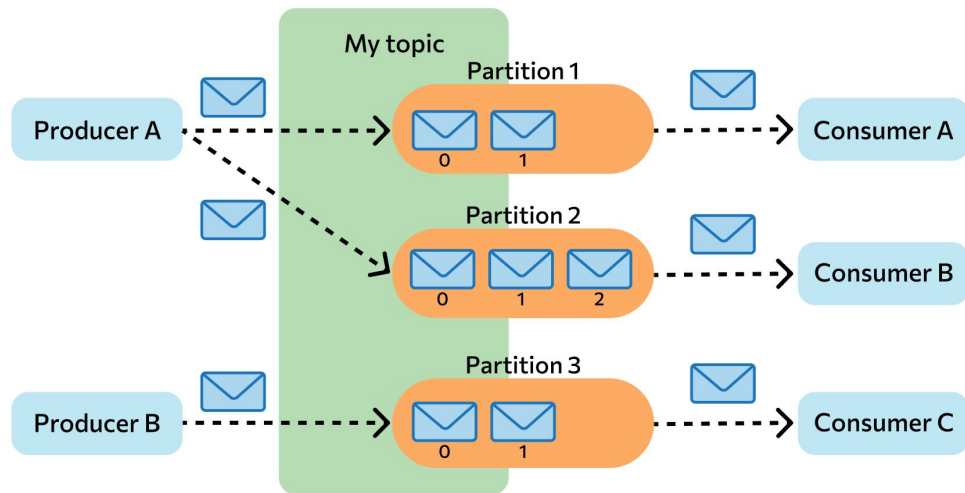 My topic
Partition 1
Producer A
Consumer A
0 1
Partition 2
Consumer B
0 1 2
Partition 3
Producer B
Consumer C
0 1